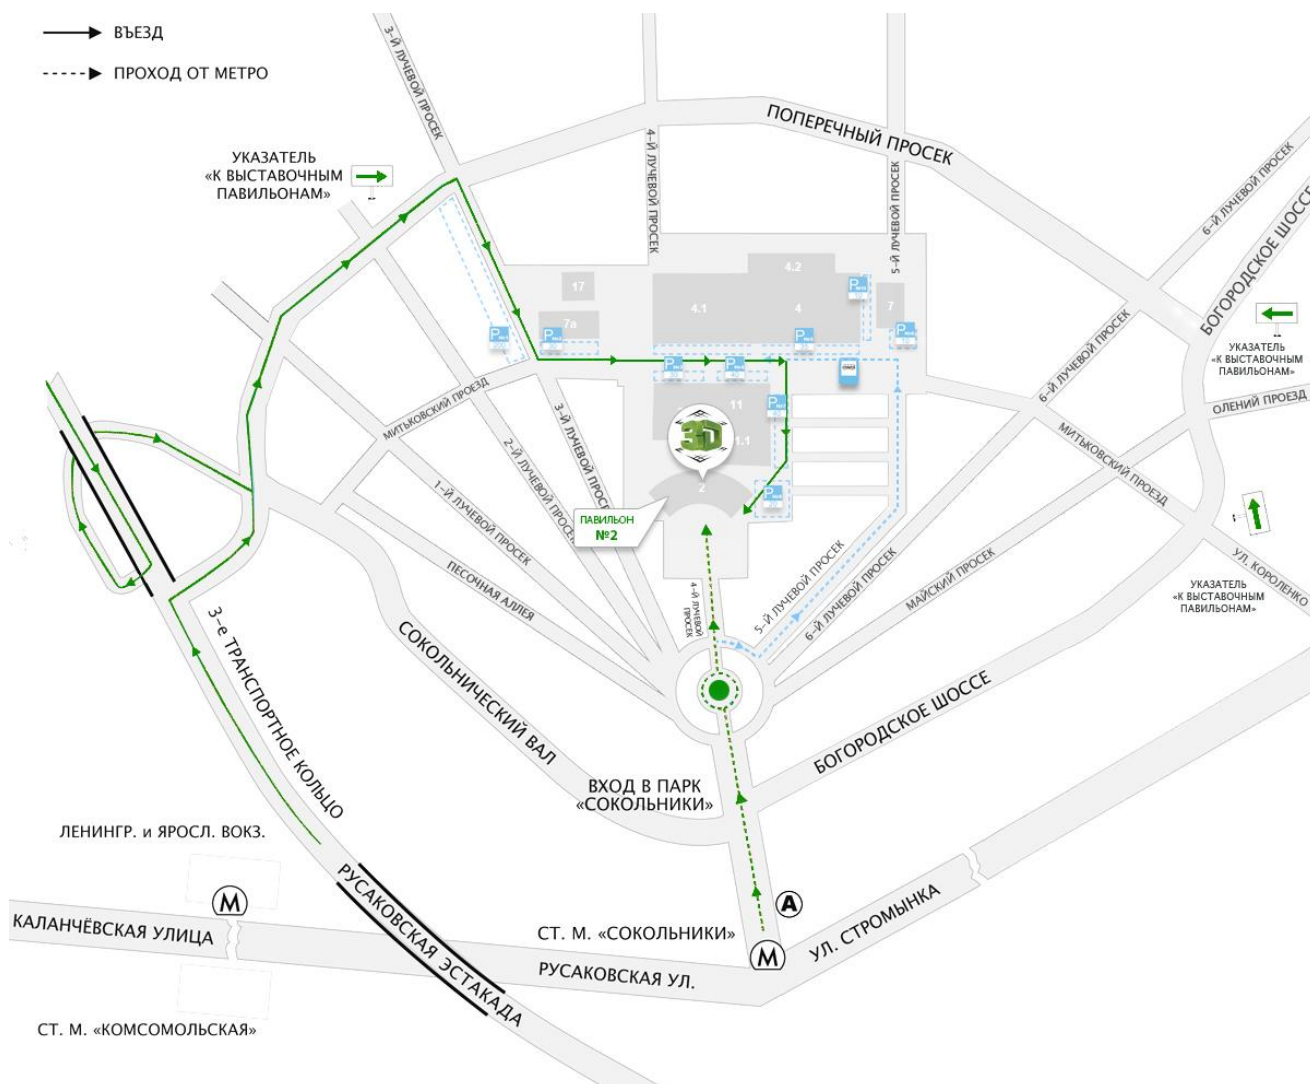 ВЪЕЗД
ПРОХОД ОТ МЕТРО
3-Й ЛУЧЕВОЙ ПРОСЕК
4-Й ЛУЧЕВОЙ ПРОСЕК
ПОПЕРЕЧНЫЙ ПРОСЕК
5-Й ЛУЧЕВОЙ ПРОСЕК
6-Й ЛУЧЕВОЙ ПРОСЕК
БОГОРОДСКОЕ ШОССЕ
УКАЗАТЕЛЬ
«К ВЫСТАВОЧНЫМ
ПАВИЛЬОНАМ»
4.2
17
4.1
4
7
7а
P
P
P
P
P
P
P
P
P
УКАЗАТЕЛЬ
«К ВЫСТАВОЧНЫМ
ПАВИЛЬОНАМ»
ОЛЕНИЙ ПРОЕЗД
6-Й ЛУЧЕВОЙ ПРОСЕК
МИТЬКОВСКИЙ ПРОЕЗД
МИТЬКОВСКИЙ ПРОЕЗД
11
3D
2
ПАВИЛЬОН
№2
3-Й ЛУЧЕВОЙ ПРОСЕК
2-Й ЛУЧЕВОЙ ПРОСЕК
1-Й ЛУЧЕВОЙ ПРОСЕК
ПЕСОЧНАЯ АЛЛЕЯ
4-Й ЛУЧЕВОЙ
ПРОСЕК
5-Й ЛУЧЕВОЙ ПРОСЕК
6-Й ЛУЧЕВОЙ ПРОСЕК
МАЙСКИЙ ПРОСЕК
УЛ. КОРОЛЕНКО
УКАЗАТЕЛЬ
«К ВЫСТАВОЧНЫМ
ПАВИЛЬОНАМ»
3-е ТРАНСПОРТНОЕ КОЛЬЦО
СОКОЛЬНИЧЕСКИЙ ВАЛ
БОГОРОДСКОЕ ШОССЕ
ВХОД В ПАРК
«СОКОЛЬНИКИ»
ЛЕНИНГР. и ЯРОСЛ. ВОКЗ.
М
КАЛАНЧЁВСКАЯ УЛИЦА
РУСАКОВСКАЯ ЭСТАКАДА
А
СТ. М. «СОКОЛЬНИКИ»
М
РУСАКОВСКАЯ УЛ.
УЛ. СТРОМЫНКА
СТ. М. «КОМСОМОЛЬСКАЯ»